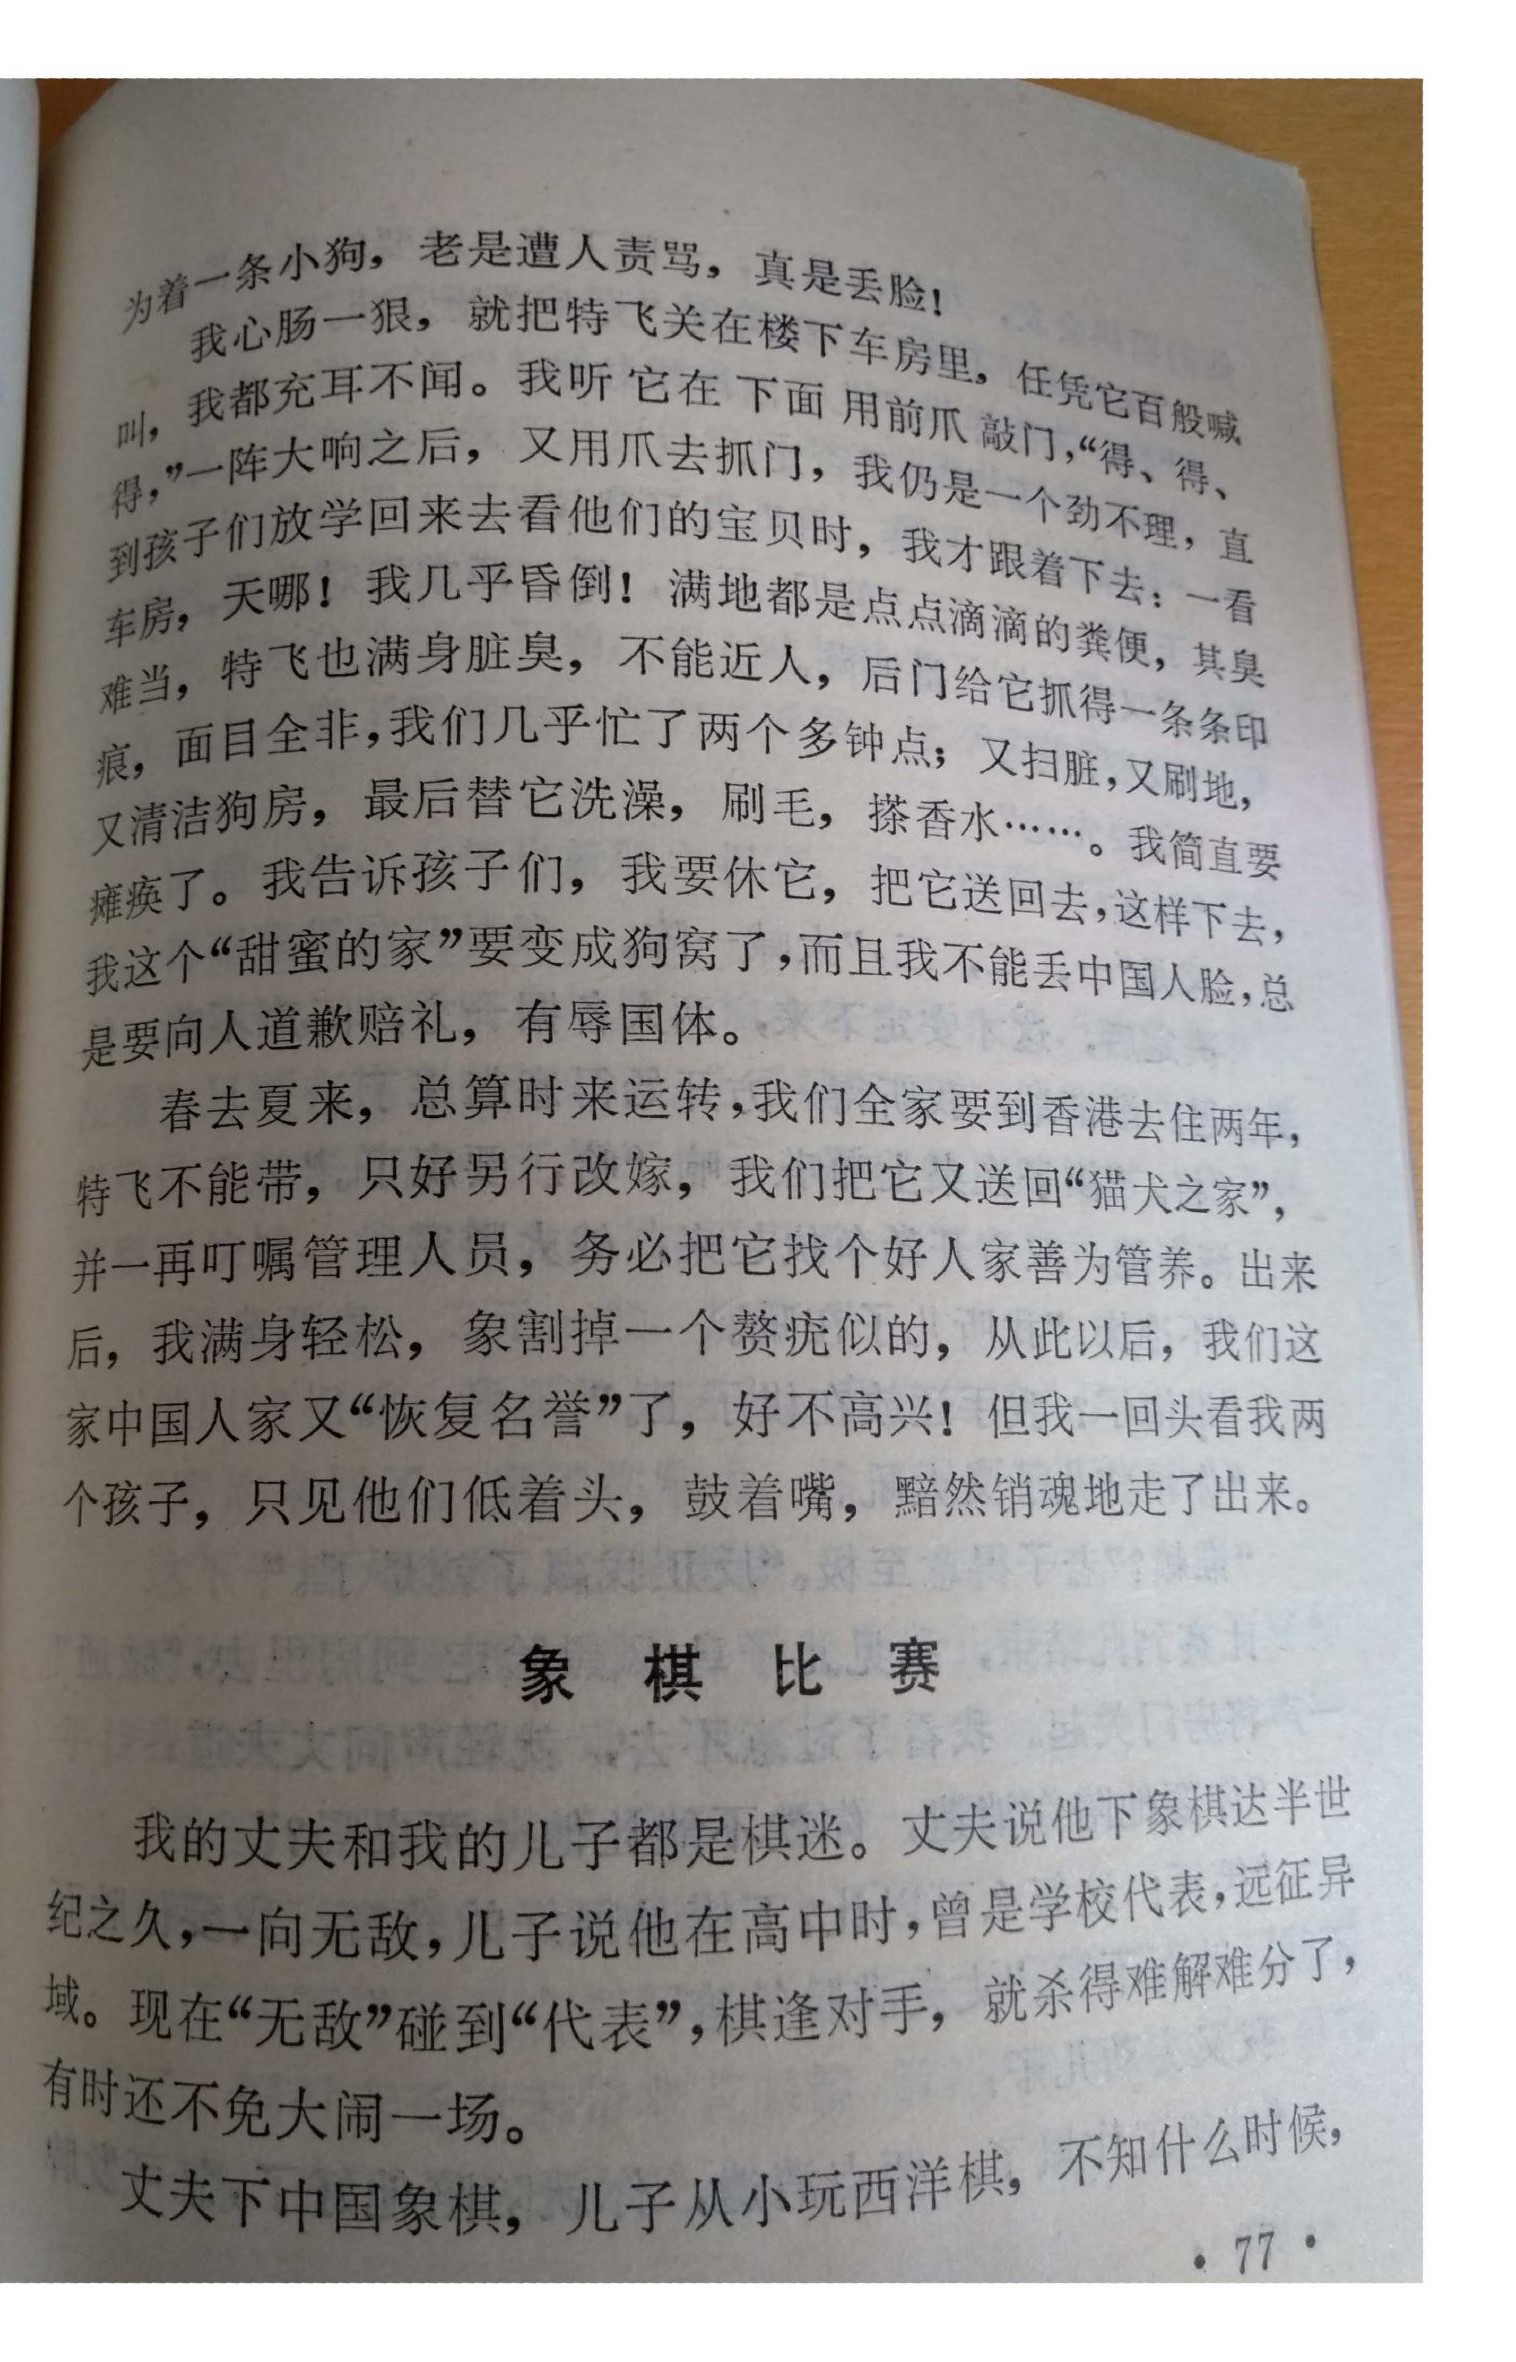 为着一条小狗，老是遭人责骂，真是丢脸！
我心肠一狠，就把特飞关在楼下车房里，任凭它百般喊
叫，我都充耳不闻。我听它在下面用前爪敲门，“得、得、
得，”一阵大响之后，又用爪去抓门，我仍是一个劲不理，直
到孩子们放学回来去看他们的宝贝时，我才跟着下去：一看
车房，天哪！我几乎昏倒！满地都是点点滴滴的粪便，其臭
难当，特飞也满身脏臭，不能近人，后门给它抓得一条条印
痕，面目全非，我们几乎忙了两个多钟点；又扫脏，又刷地，
又清洁狗房，最后替它洗澡，刷毛，搽香水……。我简直要
瘫痪了。我告诉孩子们，我要休它，把它送回去，这样下去，
我这个“甜蜜的家”要变成狗窝了，而且我不能丢中国人脸，总
是要向人道歉赔礼，有辱国体。
春去夏来，总算时来运转，我们全家要到香港去住两年，
特飞不能带，只好另行改嫁，我们把它又送回“猫犬之家”，
并一再叮嘱管理人员，务必把它找个好人家善为管养。出来
后，我满身轻松，象割掉一个赘疣似的，从此以后，我们这
家中国人家又“恢复名誉”了，好不高兴！但我一回头看我两
个孩子，只见他们低着头，鼓着嘴，黯然销魂地走了出来。
象棋比赛
我的丈夫和我的儿子都是棋迷。丈夫说他下象棋达半世
纪之久，一向无敌，儿子说他在高中时，曾是学校代表，远征异
域。现在“无敌”碰到“代表”，棋逢对手，就杀得难解难分了，
有时还不免大闹一场。
丈夫下中国象棋，儿子从小玩西洋棋，不知什么时候，
• 77 •